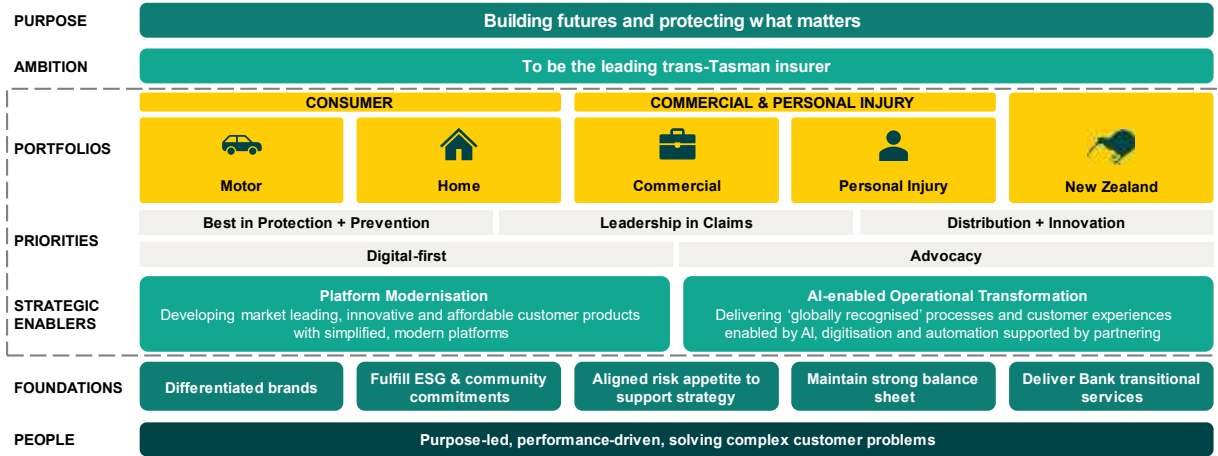 PURPOSE
Building futures and protecting what matters
AMBITION
To be the leading trans-Tasman insurer
PORTFOLIOS
CONSUMER
COMMERCIAL & PERSONAL INJURY
Motor
Home
Commercial
Personal Injury
New Zealand
PRIORITIES
Best in Protection + Prevention
Leadership in Claims
Distribution + Innovation
Digital-first
Advocacy
STRATEGIC
ENABLERS
Platform Modernisation
Developing market leading, innovative and affordable customer products
with simplified, modern platforms
AI-enabled Operational Transformation
Delivering ‘globally recognised’ processes and customer experiences
enabled by AI, digitisation and automation supported by partnering
FOUNDATIONS
Differentiated brands
Fulfill ESG & community
commitments
Aligned risk appetite to
support strategy
Maintain strong balance
sheet
Deliver Bank transitional
services
PEOPLE
Purpose-led, performance-driven, solving complex customer problems